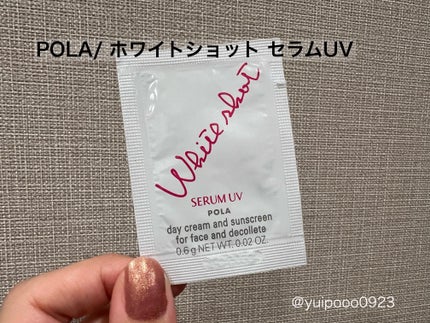 POLA/ ホワイトショット セラムUV
White shot
SERUM UV
POLA
day cream and sunscreen
for face and decollete
0.6 g NET WT. 0.02 OZ.
@yuipooo0923